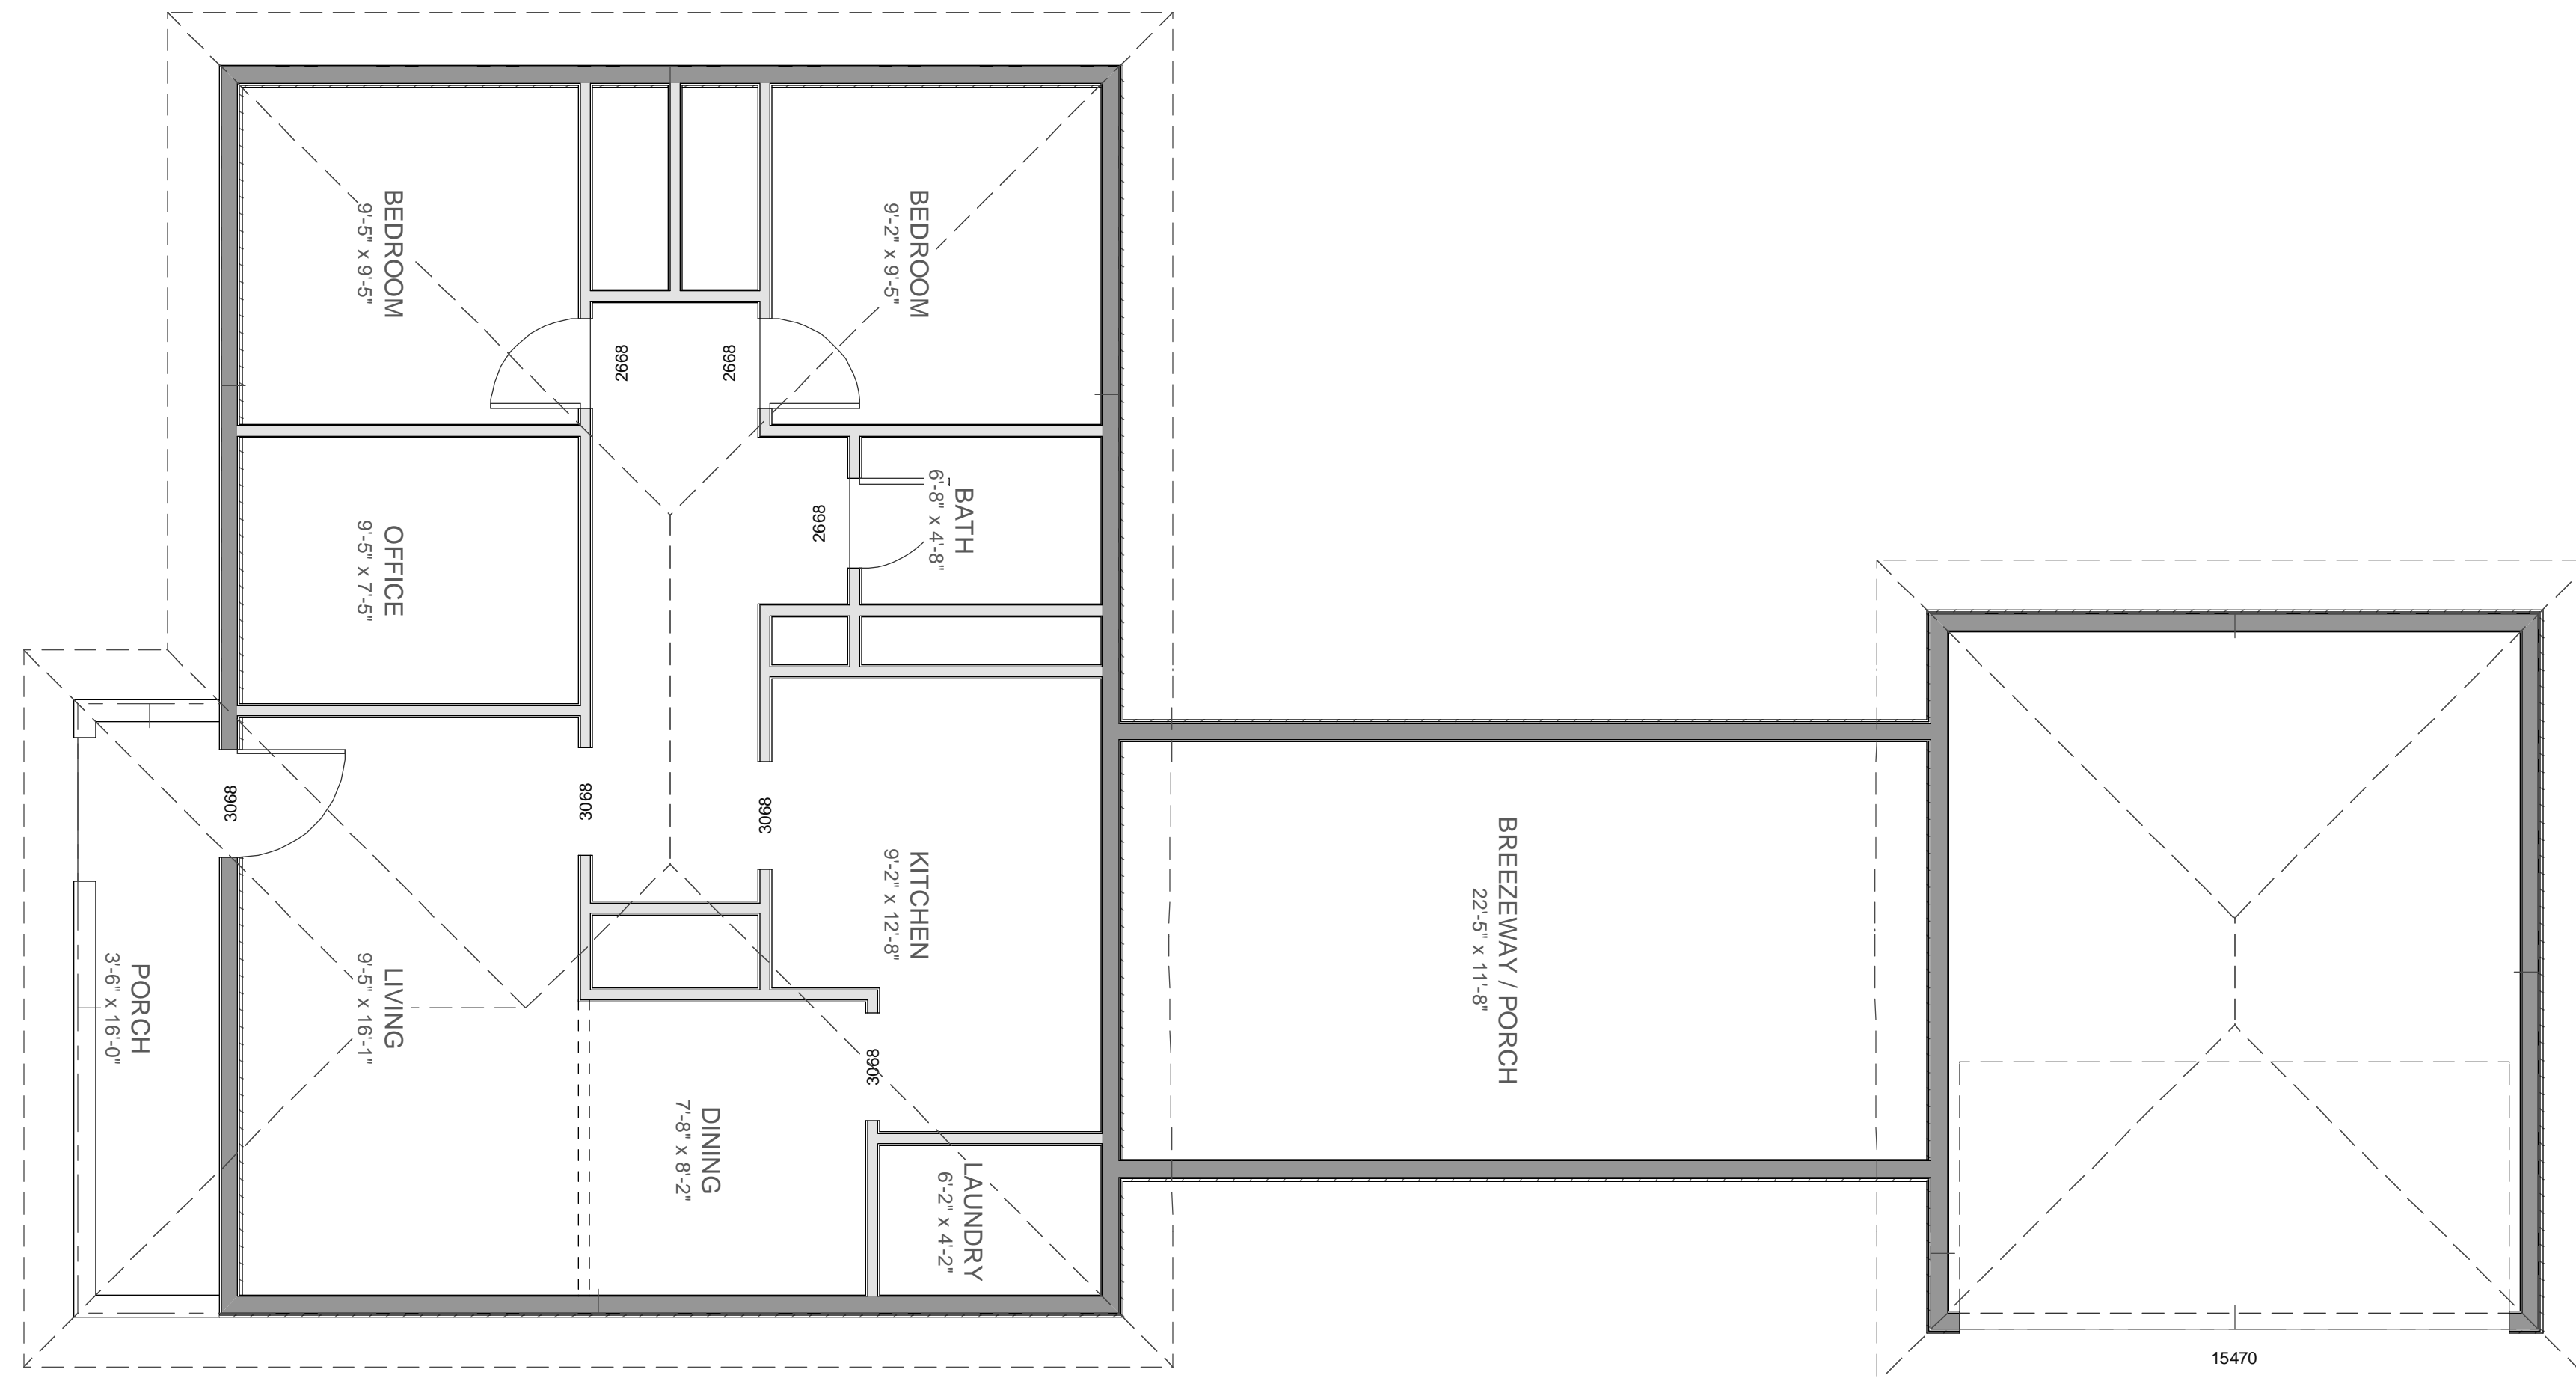 BEDROOM
9'-5" x 9'-5"
BEDROOM
9'-2" x 9'-5"
2668
2668
BATH
6'-8" x 4'-8"
2668
OFFICE
9'-5" x 7'-5"
3068
3068
3068
KITCHEN
9'-2" x 12'-8"
BREEZEWAY / PORCH
22'-5" x 11'-8"
PORCH
3'-6" x 16'-0"
LIVING
9'-5" x 16'-1"
3068
DINING
7'-8" x 8'-2"
LAUNDRY
6'-2" x 4'-2"
15470